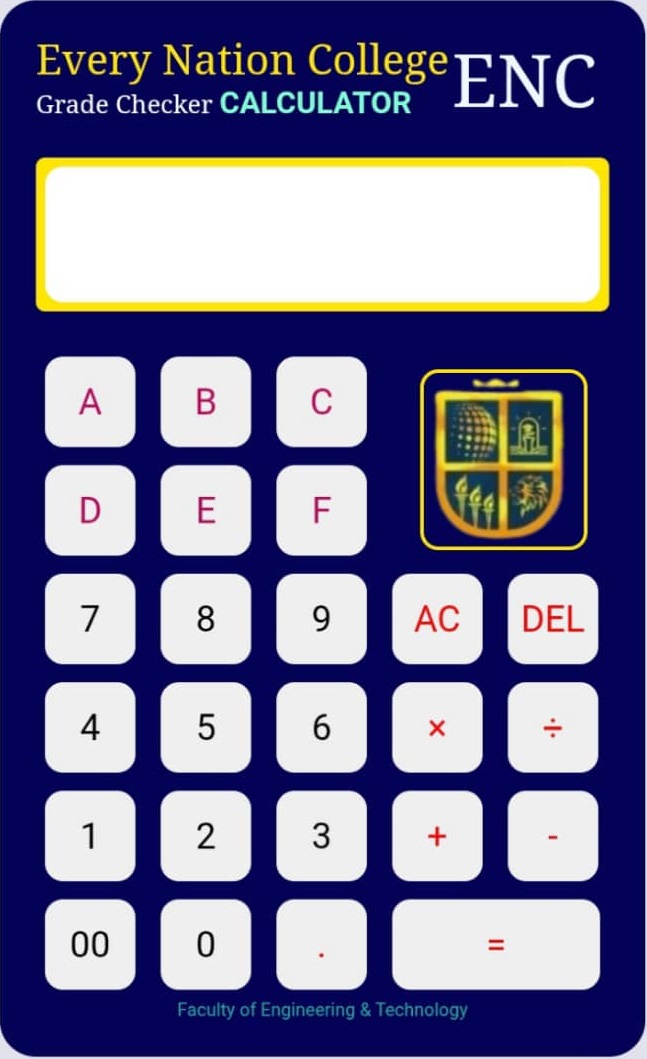 Every Nation College ENC
Grade Checker CALCULATOR
A B C
D E F
7 8 9 AC DEL
4 5 6 × ÷
1 2 3 + -
00 0 . =
Faculty of Engineering & Technology